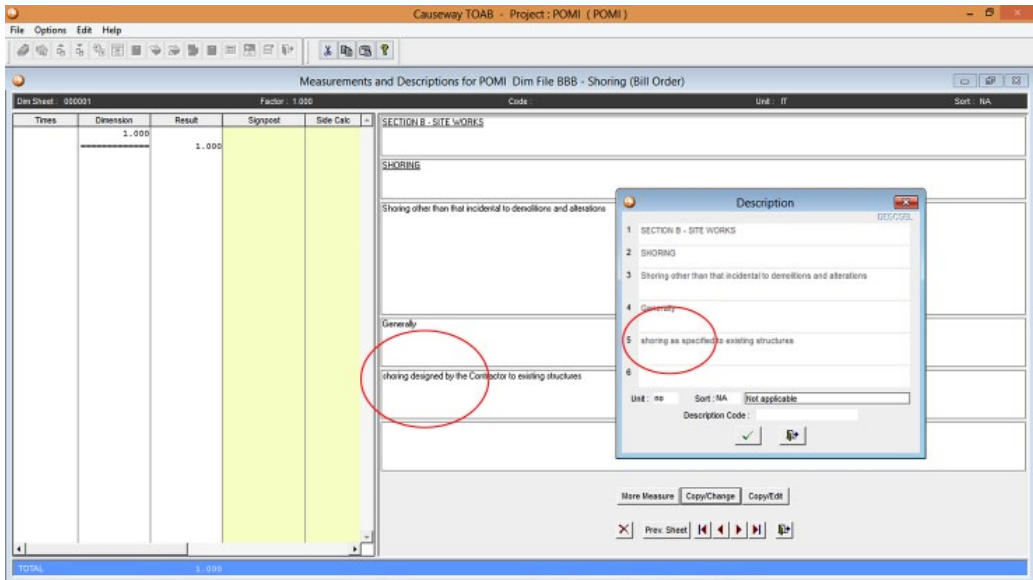 Causeway TOAB - Project : POMI ( POMI )
File Options Edit Help
Measurements and Descriptions for POMI Dim File BBB - Shoring (Bill Order)
Dim Sheet : 000001 Factor : 1.000 Code : Unit : IT Sort : NA
Times Dimension Result Signpost Side Calc
1.000
=============
1.000
SECTION B - SITE WORKS
SHORING
Shoring other than that incidental to demolitions and alterations
Generally
shoring designed by the Contractor to existing structures
Description
DESCSEL
1 SECTION B - SITE WORKS
2 SHORING
3 Shoring other than that incidental to demolitions and alterations
4 Generally
5 shoring as specified to existing structures
6
Unit : no Sort : NA Not applicable
Description Code :
More Measure Copy/Change Copy/Edit
Prev. Sheet
TOTAL 1.000